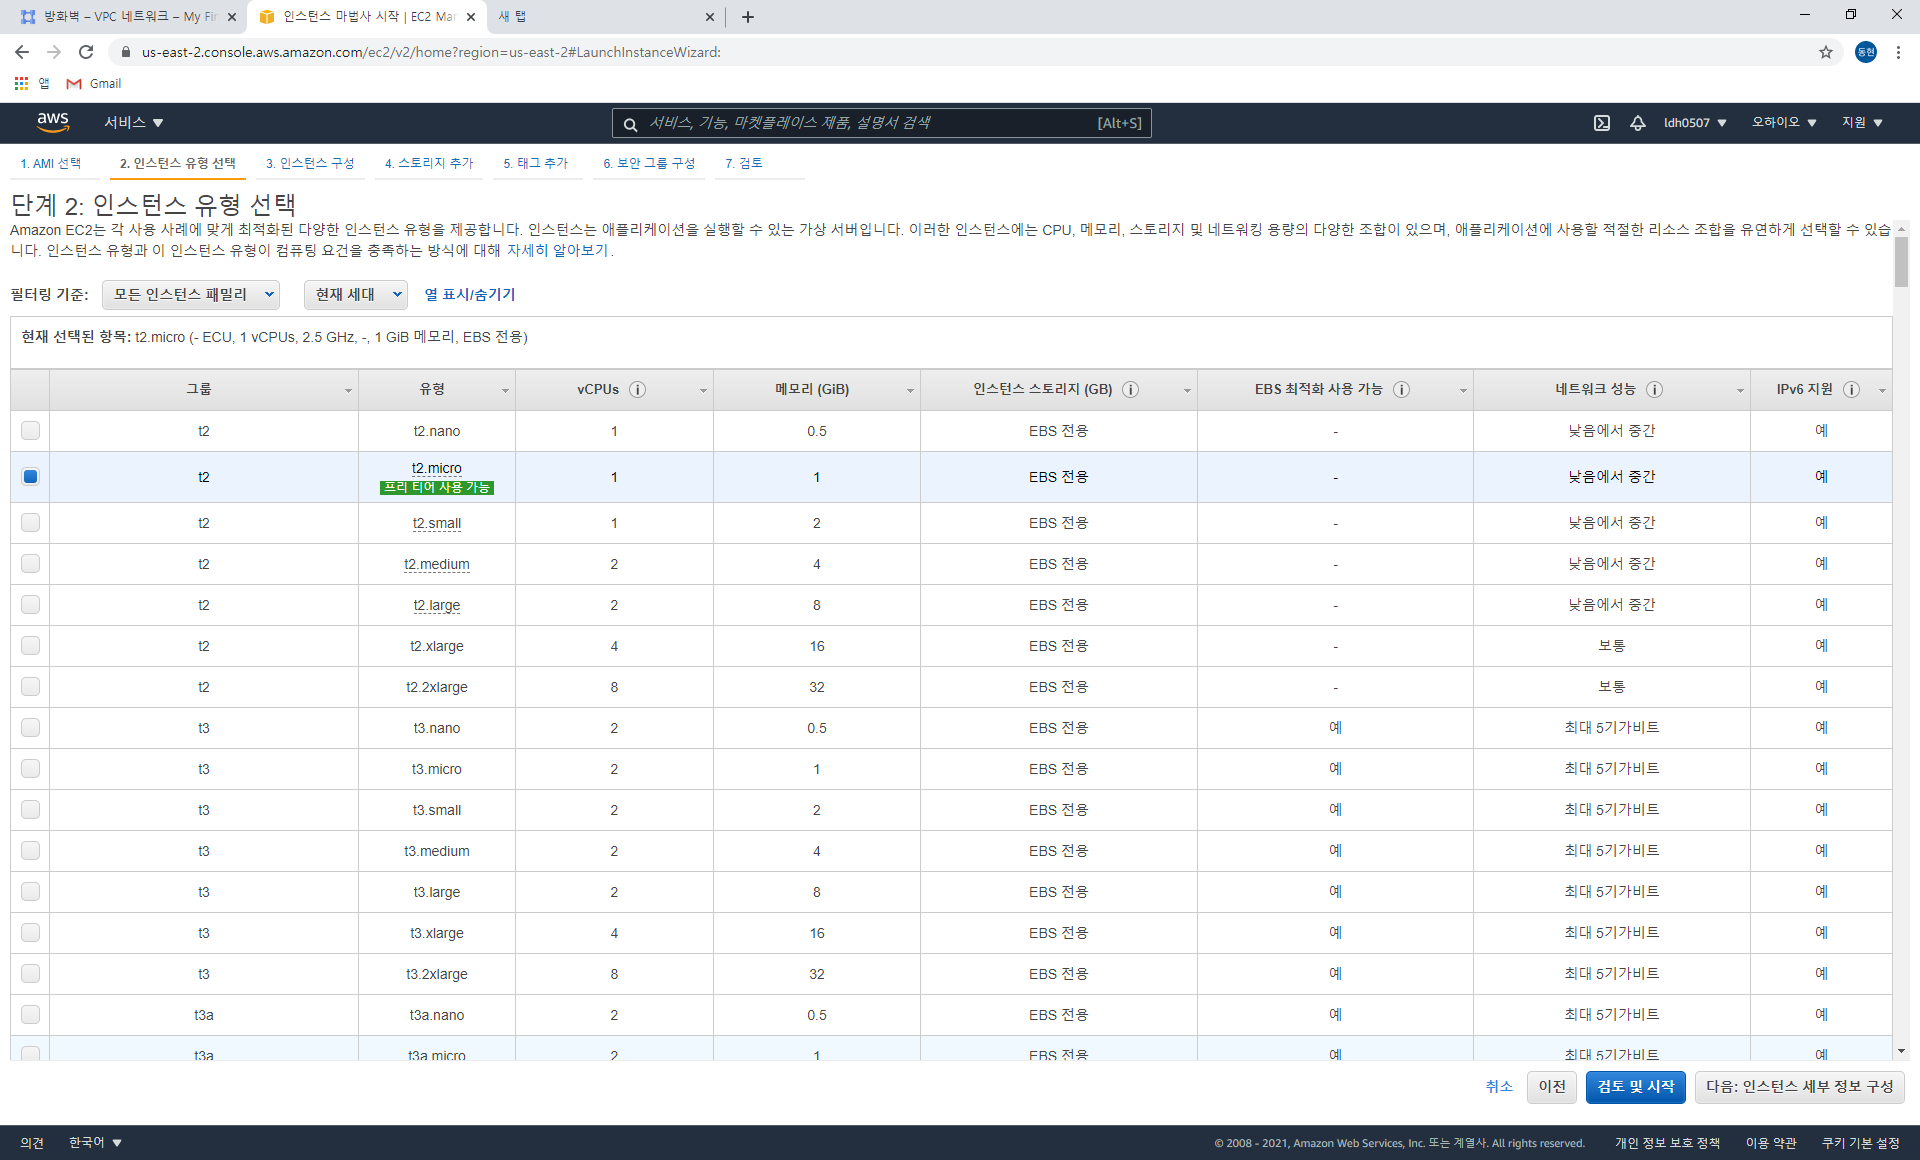 방화벽 – VPC 네트워크 – My Fir
인스턴스 마법사 시작 | EC2 Mar
새 탭
us-east-2.console.aws.amazon.com/ec2/v2/home?region=us-east-2#LaunchInstanceWizard:
동현
앱 Gmail
aws 서비스 서비스, 기능, 마켓플레이스 제품, 설명서 검색 [Alt+S] ldh0507 오하이오 지원
1. AMI 선택 2. 인스턴스 유형 선택 3. 인스턴스 구성 4. 스토리지 추가 5. 태그 추가 6. 보안 그룹 구성 7. 검토
단계 2: 인스턴스 유형 선택
Amazon EC2는 각 사용 사례에 맞게 최적화된 다양한 인스턴스 유형을 제공합니다. 인스턴스는 애플리케이션을 실행할 수 있는 가상 서버입니다. 이러한 인스턴스에는 CPU, 메모리, 스토리지 및 네트워킹 용량의 다양한 조합이 있으며, 애플리케이션에 사용할 적절한 리소스 조합을 유연하게 선택할 수 있습
니다. 인스턴스 유형과 이 인스턴스 유형이 컴퓨팅 요건을 충족하는 방식에 대해 자세히 알아보기.
필터링 기준: 모든 인스턴스 패밀리 현재 세대 열 표시/숨기기
현재 선택된 항목: t2.micro (- ECU, 1 vCPUs, 2.5 GHz, -, 1 GiB 메모리, EBS 전용)
그룹 유형 vCPUs 메모리 (GiB) 인스턴스 스토리지 (GB) EBS 최적화 사용 가능 네트워크 성능 IPv6 지원
t2 t2.nano 1 0.5 EBS 전용 - 낮음에서 중간 예
t2 t2.micro 1 1 EBS 전용 - 낮음에서 중간 예
프리 티어 사용 가능
t2 t2.small 1 2 EBS 전용 - 낮음에서 중간 예
t2 t2.medium 2 4 EBS 전용 - 낮음에서 중간 예
t2 t2.large 2 8 EBS 전용 - 낮음에서 중간 예
t2 t2.xlarge 4 16 EBS 전용 - 보통 예
t2 t2.2xlarge 8 32 EBS 전용 - 보통 예
t3 t3.nano 2 0.5 EBS 전용 예 최대 5기가비트 예
t3 t3.micro 2 1 EBS 전용 예 최대 5기가비트 예
t3 t3.small 2 2 EBS 전용 예 최대 5기가비트 예
t3 t3.medium 2 4 EBS 전용 예 최대 5기가비트 예
t3 t3.large 2 8 EBS 전용 예 최대 5기가비트 예
t3 t3.xlarge 4 16 EBS 전용 예 최대 5기가비트 예
t3 t3.2xlarge 8 32 EBS 전용 예 최대 5기가비트 예
t3a t3a.nano 2 0.5 EBS 전용 예 최대 5기가비트 예
t3a t3a.micro 2 1 EBS 전용 예 최대 5기가비트 예
취소 이전 검토 및 시작 다음: 인스턴스 세부 정보 구성
의견 한국어 © 2008 - 2021, Amazon Web Services, Inc. 또는 계열사. All rights reserved. 개인 정보 보호 정책 이용 약관 쿠키 기본 설정